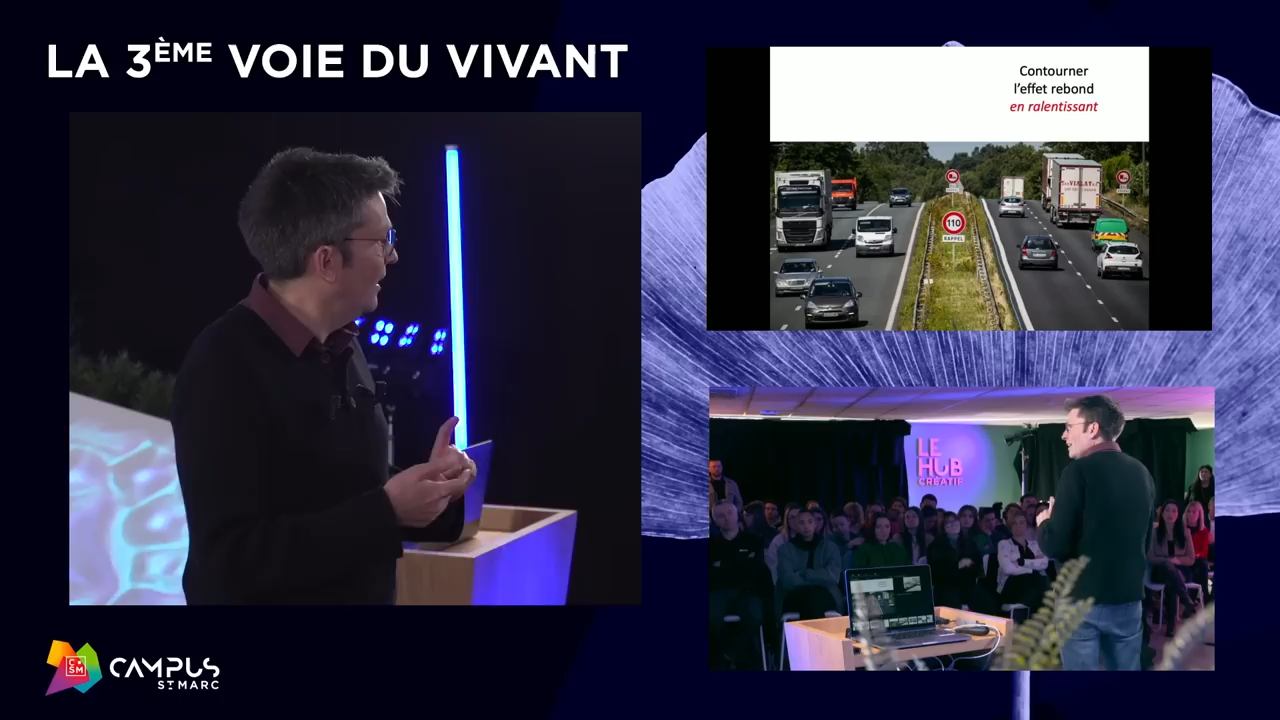 LA 3ÈME VOIE DU VIVANT
Contourner
l'effet rebond
en ralentissant
110
RAPPEL
LE
HUB
CRÉATIF
CAMPUS
ST MARC